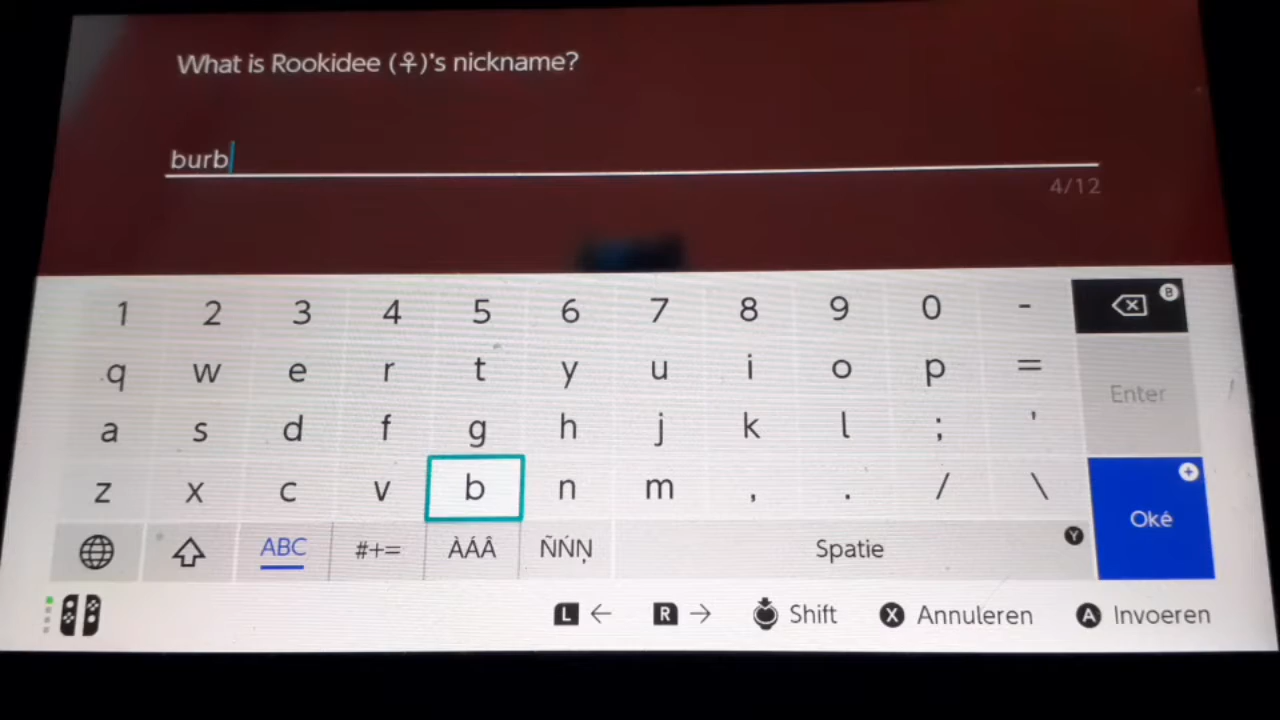 What is Rookidee (♀)'s nickname?
burb
4/12
1 2 3 4 5 6 7 8 9 0 - B
q w e r t y u i o p =
Enter
a s d f g h j k l ; '
z x c v b n m , . / \ +
Oké
ABC #+= ÀÁÂ ÑŃŅ Spatie Y
L ← R → Shift X Annuleren A Invoeren